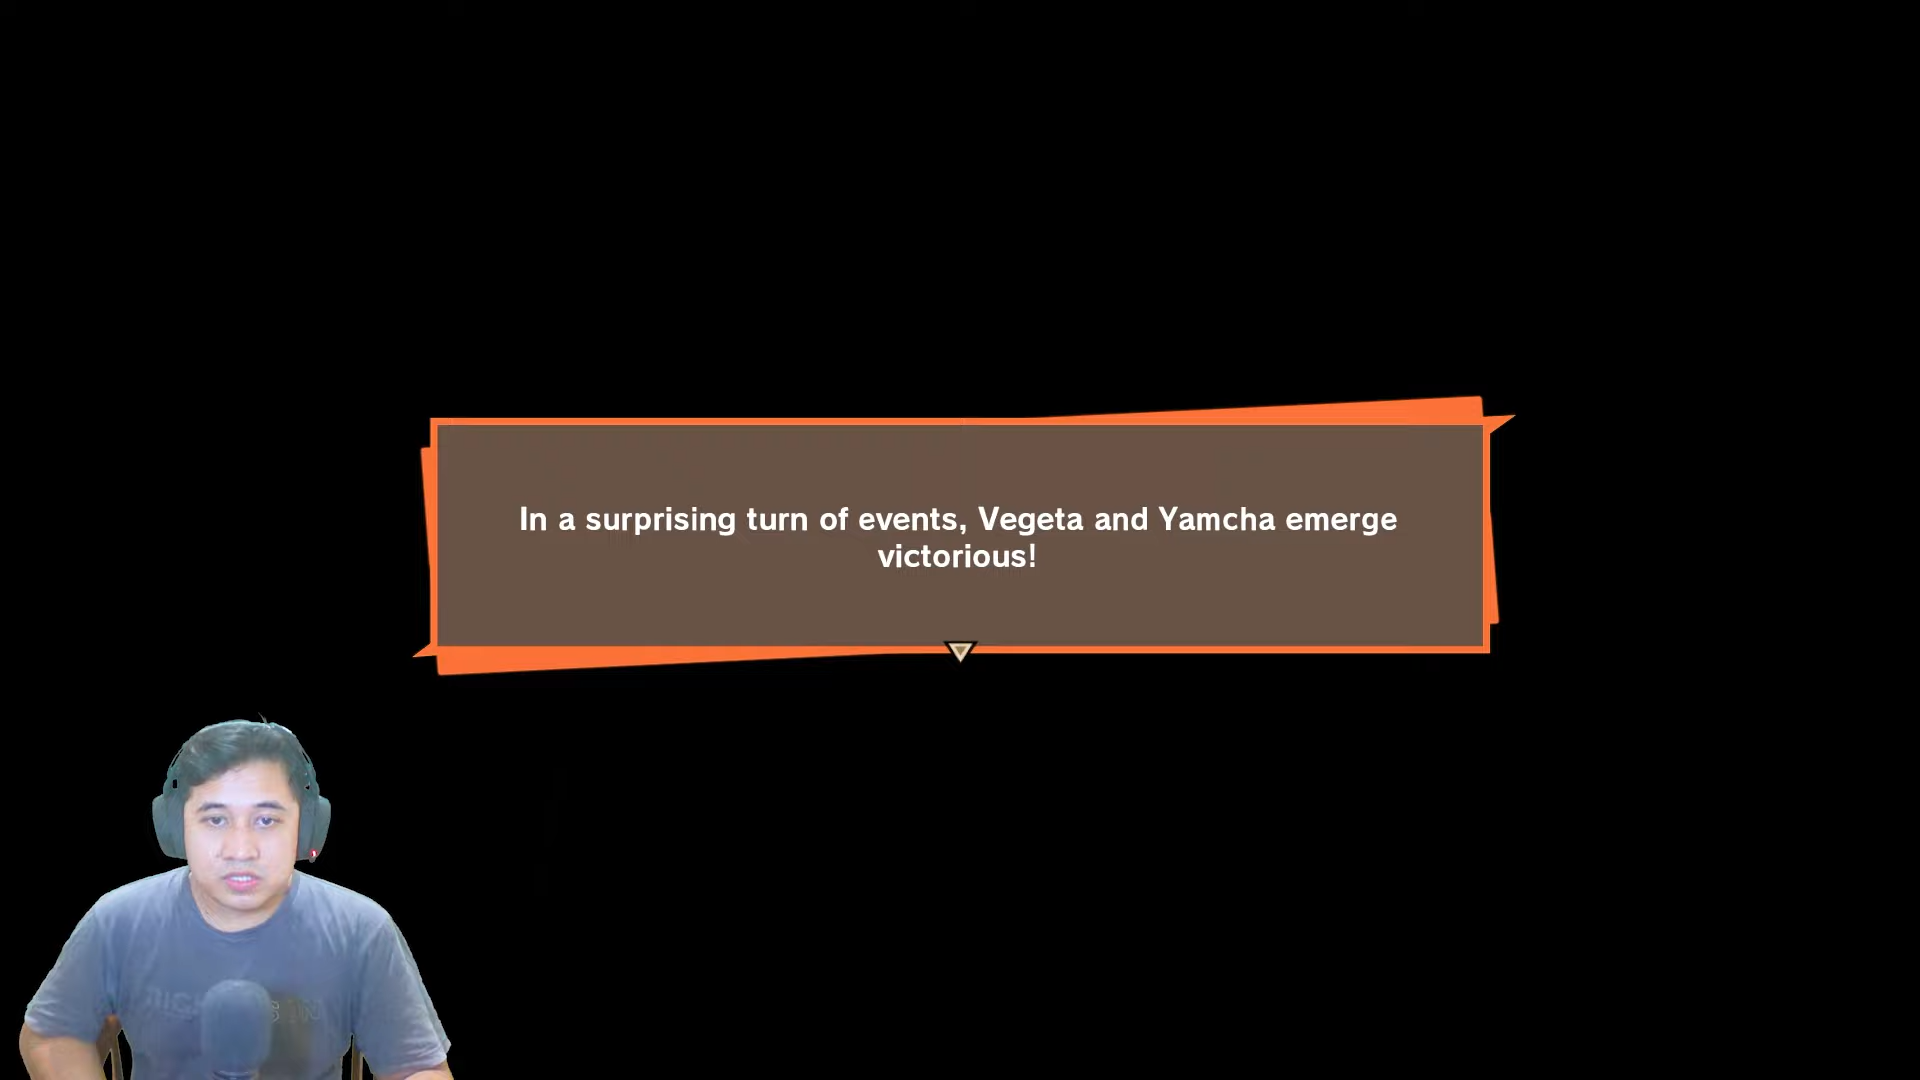 In a surprising turn of events, Vegeta and Yamcha emerge
victorious!